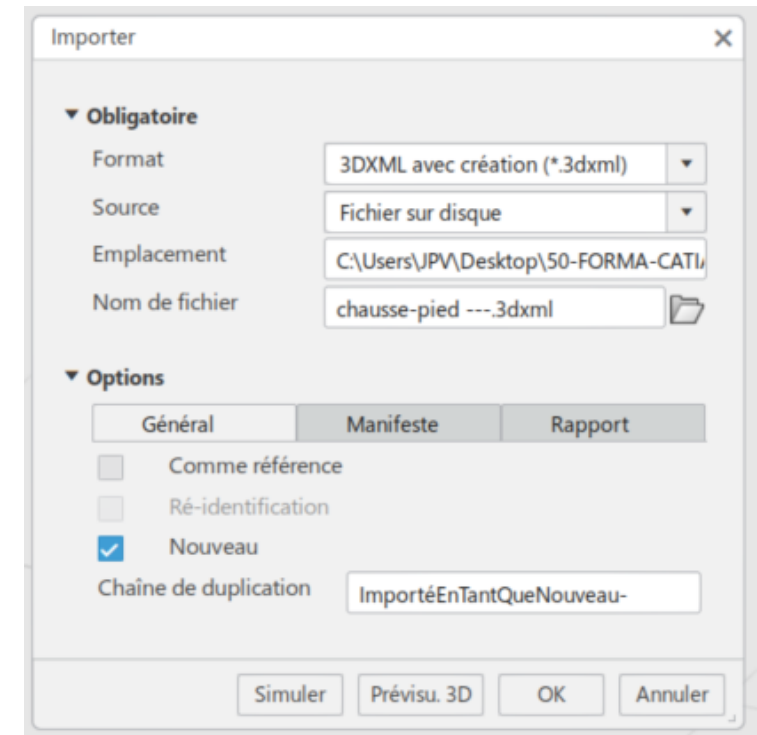 Importer
Obligatoire
Format 3DXML avec création (*.3dxml)
Source Fichier sur disque
Emplacement C:\Users\JPV\Desktop\50-FORMA-CATI
Nom de fichier chausse-pied ---.3dxml
Options
Général Manifeste Rapport
Comme référence
Ré-identification
Nouveau
Chaîne de duplication ImportéEnTantQueNouveau-
Simuler Prévisu. 3D OK Annuler